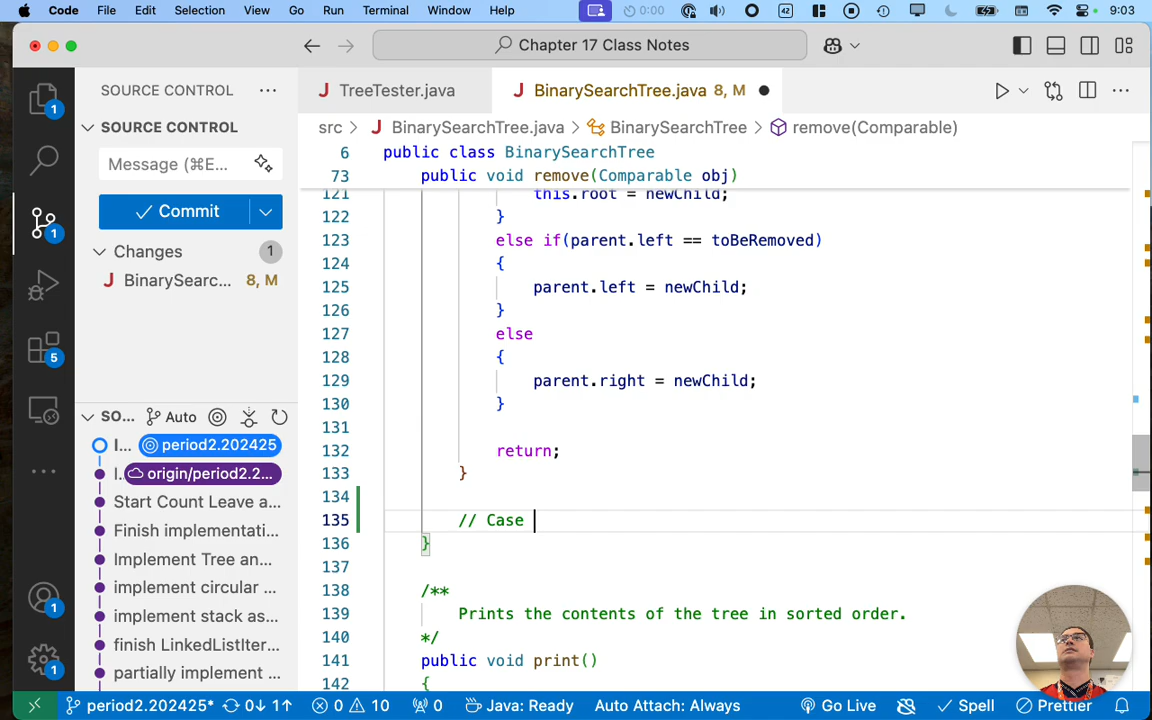 Code File Edit Selection View Go Run Terminal Window Help 0:00 42 9:03
Chapter 17 Class Notes
SOURCE CONTROL ···
TreeTester.java
BinarySearchTree.java 8, M
src > BinarySearchTree.java > BinarySearchTree > remove(Comparable)
SOURCE CONTROL
Message (⌘E...
Commit
Changes 1
BinarySearc... 8, M
6 public class BinarySearchTree
73 public void remove(Comparable obj)
121 this.root = newChild;
122 }
123 else if(parent.left == toBeRemoved)
124 {
125 parent.left = newChild;
126 }
127 else
128 {
129 parent.right = newChild;
130 }
131
132 return;
133 }
134
135 // Case
136 }
137
138 /**
139 Prints the contents of the tree in sorted order.
140 */
141 public void print()
142 {
1
1
5
1
1
SO... Auto
I... period2.202425
I.. origin/period2.2...
Start Count Leave a...
Finish implementati...
Implement Tree an...
implement circular ...
implement stack as...
finish LinkedListIter...
partially implement ...
period2.202425* 0↓ 1↑ 0 10 0 Java: Ready Auto Attach: Always Go Live Spell Prettier